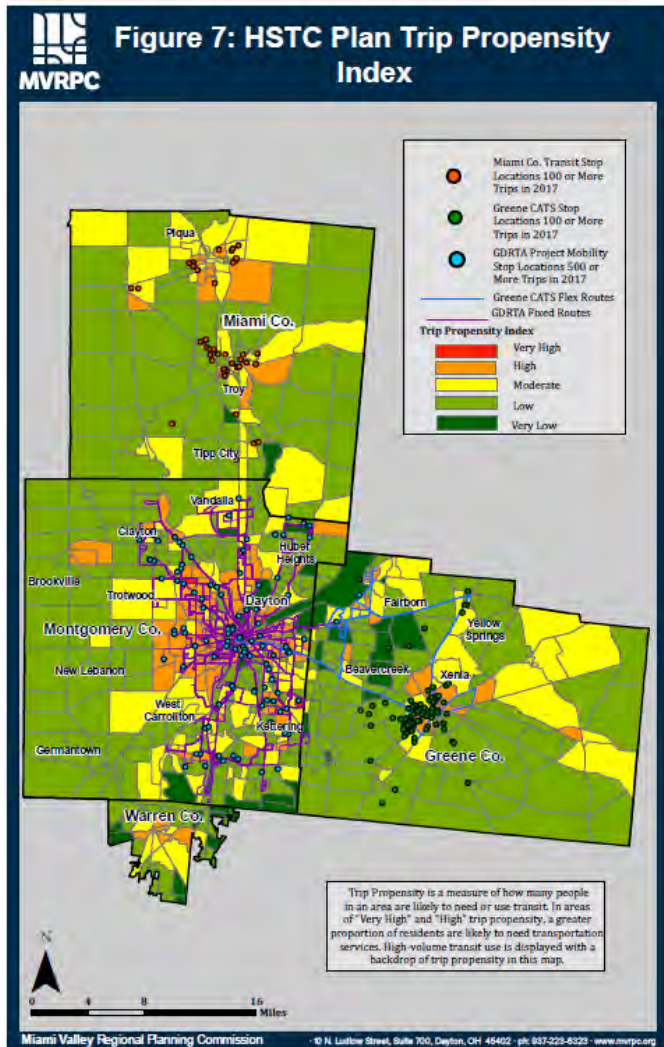 MVRPC
Figure 7: HSTC Plan Trip Propensity
Index
Miami Co. Transit Stop
Locations 100 or More
Trips in 2017
Greene CATS Stop
Locations 100 or More
Trips in 2017
GDRTA Project Mobility
Stop Locations 500 or
More Trips in 2017
Greene CATS Flex Routes
GDRTA Fixed Routes
Trip Propensity Index
Very High
High
Moderate
Low
Very Low
Piqua
Miami Co.
Troy
Tipp City
Vandalia
Clayton
Huber
Heights
Brookville
Trotwood
Dayton
Fairborn
Yellow
Springs
Montgomery Co.
Beavercreek
Xenia
New Lebanon
West
Carrollton
Kettering
Germantown
Greene Co.
Warren Co.
Trip Propensity is a measure of how many people
in an area are likely to need or use transit. In areas
of "Very High" and "High" trip propensity, a greater
proportion of residents are likely to need transportation
services. High-volume transit use is displayed with a
backdrop of trip propensity in this map.
N
0 4 8 16
Miles
Miami Valley Regional Planning Commission · 10 N. Ludlow Street, Suite 700, Dayton, OH 45402 · ph: 937-223-6323 · www.mvrpc.org